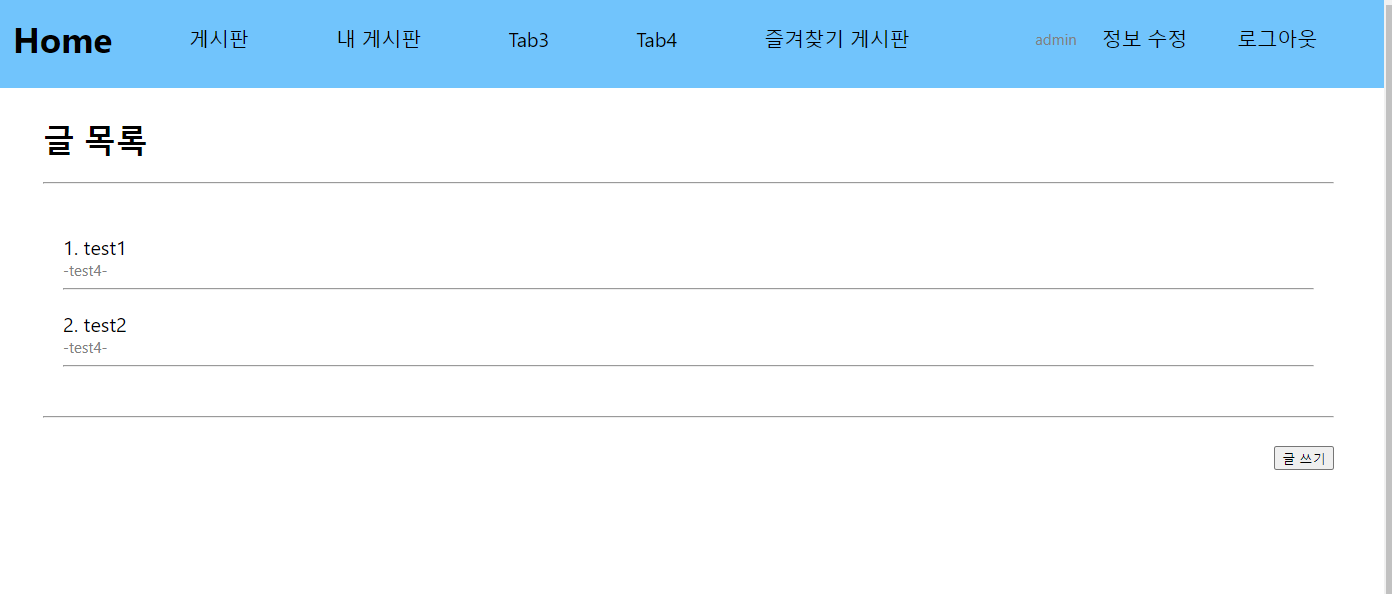 Home 게시판 내 게시판 Tab3 Tab4 즐겨찾기 게시판 admin 정보 수정 로그아웃
글 목록
1. test1
-test4-
2. test2
-test4-
글 쓰기